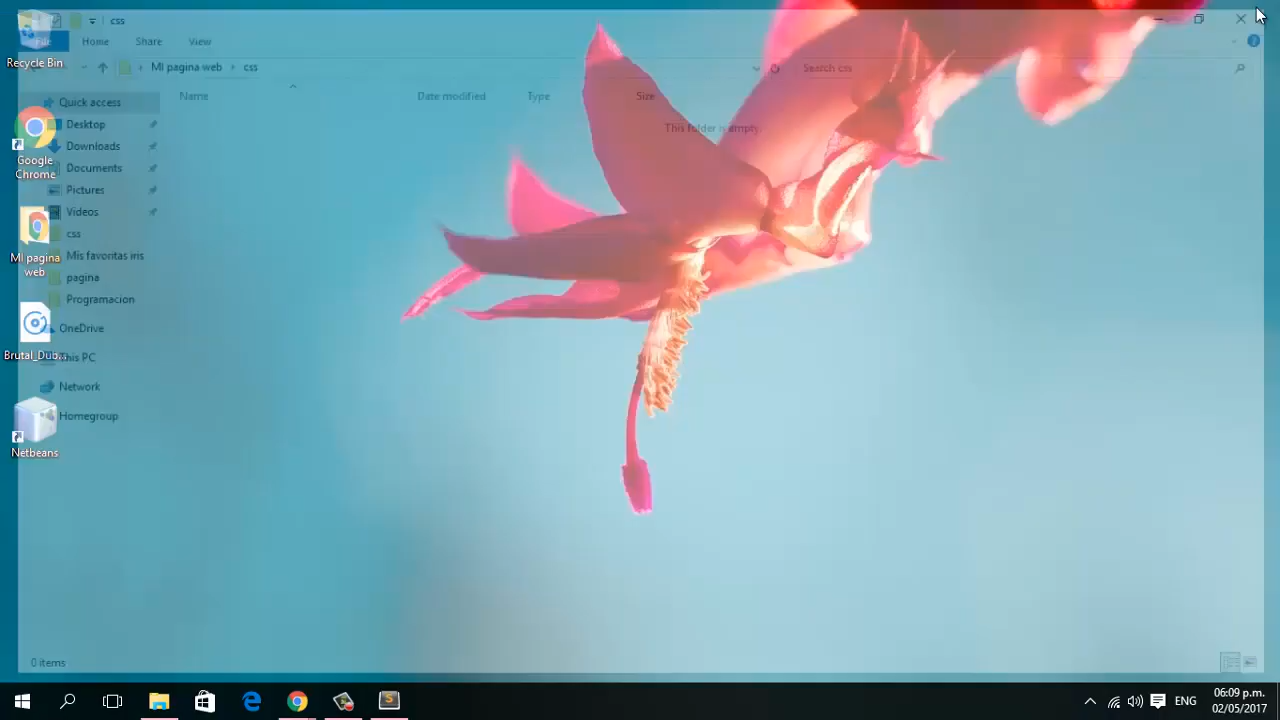 css
File Home Share View
MI pagina web css Search css
Name Date modified Type Size
This folder is empty.
Quick access
Desktop
Downloads
Documents
Pictures
Videos
css
Mis favoritas iris
pagina
Programacion
OneDrive
This PC
Network
Homegroup
0 items
Recycle Bin
Google
Chrome
MI pagina
web
Brutal_Dub...
Netbeans
ENG
06:09 p.m.
02/05/2017